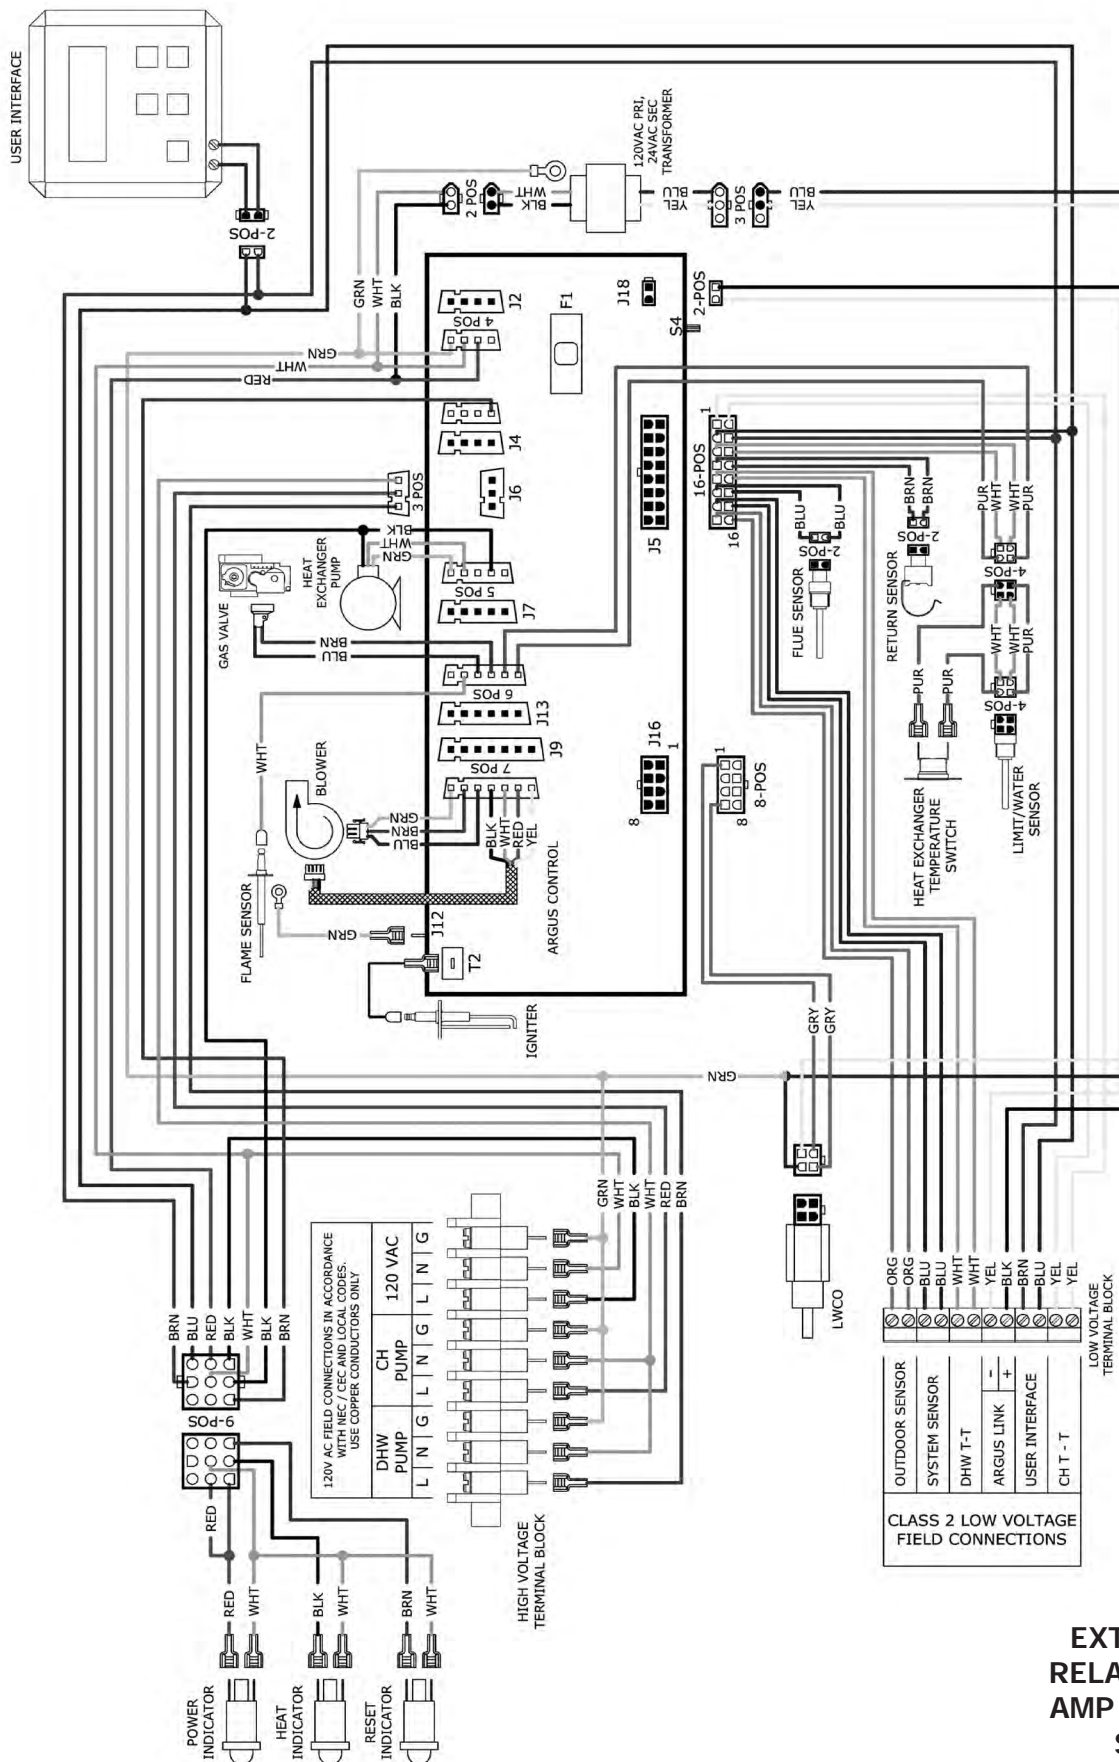 USER INTERFACE
2-POS
120VAC PRI,
24VAC SEC
TRANSFORMER
GRN
WHT
BLK
2 POS
WHT
BLK
BLU
YEL
3 POS
BLU
YEL
GRN
WHT
RED
J2
4 POS
F1
J18
S4
2-POS
J4
3 POS
J6
GAS VALVE
HEAT
EXCHANGER
PUMP
BLK
WHT
GRN
5 POS
J7
BRN
BLU
6 POS
J13
J9
7 POS
J5
16-POS
1
16
J16
1
8
1
8-POS
8
WHT
BLOWER
GRN
BRN
BLU
BLK
WHT
RED
YEL
ARGUS CONTROL
FLAME SENSOR
GRN
J12
T2
IGNITER
BLU
BLU
2-POS
FLUE SENSOR
BRN
BRN
2-POS
RETURN SENSOR
PUR
WHT
WHT
PUR
4-POS
PUR
PUR
WHT
WHT
PUR
4-POS
HEAT EXCHANGER
TEMPERATURE
SWITCH
LIMIT/WATER
SENSOR
GRN
GRY
GRY
LWCO
BRN
BLU
RED
BLK
WHT
BLK
BRN
9-POS
RED
RED
WHT
BLK
WHT
BRN
WHT
POWER
INDICATOR
HEAT
INDICATOR
RESET
INDICATOR
120V AC FIELD CONNECTIONS IN ACCORDANCE
WITH NEC / CEC AND LOCAL CODES.
USE COPPER CONDUCTORS ONLY
DHW
PUMP
CH
PUMP
120 VAC
L N G L N G L N G
HIGH VOLTAGE
TERMINAL BLOCK
GRN
WHT
BLK
WHT
RED
BRN
ORG
ORG
BLU
BLU
WHT
WHT
YEL
BLK
BRN
BLU
YEL
YEL
LOW VOLTAGE
TERMINAL BLOCK
OUTDOOR SENSOR
SYSTEM SENSOR
DHW T-T
ARGUS LINK - +
USER INTERFACE
CH T - T
CLASS 2 LOW VOLTAGE
FIELD CONNECTIONS
EXT
RELA
AMP